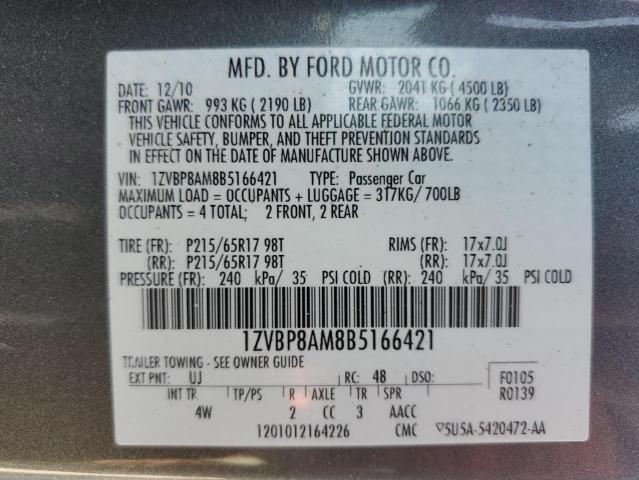 MFD. BY FORD MOTOR CO.
DATE: 12/10 GVWR: 2041 KG ( 4500 LB)
FRONT GAWR: 993 KG ( 2190 LB) REAR GAWR: 1066 KG ( 2350 LB)
THIS VEHICLE CONFORMS TO ALL APPLICABLE FEDERAL MOTOR
VEHICLE SAFETY, BUMPER, AND THEFT PREVENTION STANDARDS
IN EFFECT ON THE DATE OF MANUFACTURE SHOWN ABOVE.
VIN: 1ZVBP8AM8B5166421 TYPE: Passenger Car
MAXIMUM LOAD = OCCUPANTS + LUGGAGE = 317KG/ 700LB
OCCUPANTS = 4 TOTAL; 2 FRONT, 2 REAR
TIRE (FR): P215/65R17 98T RIMS (FR): 17x7.0J
(RR): P215/65R17 98T (RR): 17x7.0J
PRESSURE (FR): 240 kPa/ 35 PSI COLD (RR): 240 kPa/ 35 PSI COLD
1ZVBP8AM8B5166421
TRAILER TOWING - SEE OWNER GUIDE
EXT PNT: UJ RC: 48 DSO: F0105
INT TR TP/PS R AXLE TR SPR R0139
4W 2 CC 3 AACC
1201012164226 CMC ▽5U5A-5420472-AA